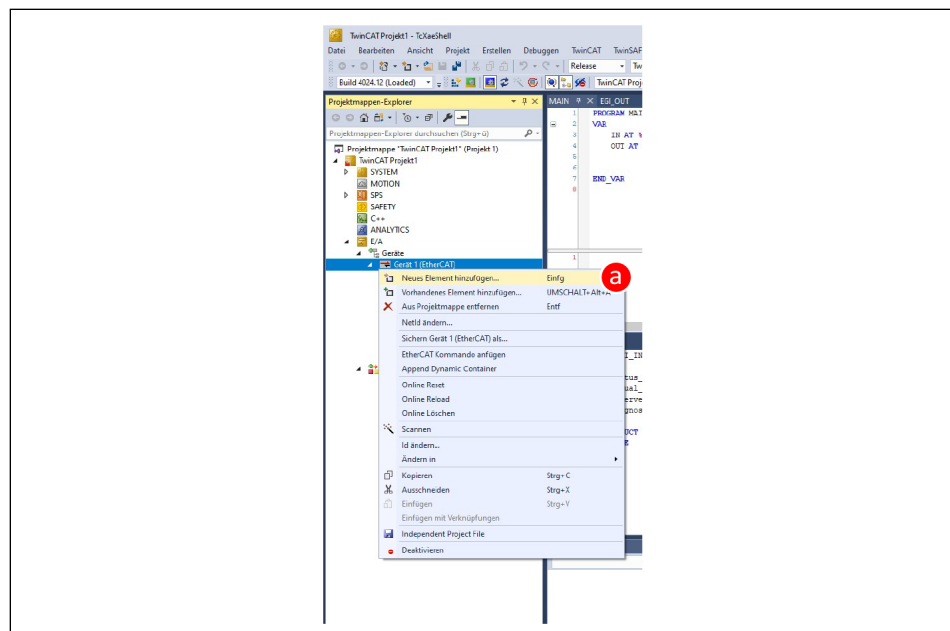 TwinCAT Projekt1 - TcXaeShell
Datei Bearbeiten Ansicht Projekt Erstellen Debuggen TwinCAT TwinSAF
Release Tw
Build 4024.12 (Loaded) TwinCAT Proj
Projektmappen-Explorer
MAIN EGI_OUT
Projektmappen-Explorer durchsuchen (Strg+ü)
1 PROGRAM MAI
2 VAR
3 IN AT %
4 OUT AT
5
6
7 END_VAR
8
Projektmappe "TwinCAT Projekt1" (Projekt 1)
TwinCAT Projekt1
SYSTEM
MOTION
SPS
SAFETY
C++
ANALYTICS
E/A
Geräte
1
Gerät 1 (EtherCAT)
Neues Element hinzufügen... Einfg
a
Vorhandenes Element hinzufügen... UMSCHALT+Alt+A
Aus Projektmappe entfernen Entf
NetId ändern...
Sichern Gerät 1 (EtherCAT) als...
EtherCAT Kommando anfügen
Append Dynamic Container
Online Reset
Online Reload
Online Löschen
Scannen
Id ändern...
Ändern in
Kopieren Strg+C
Ausschneiden Strg+X
Einfügen Strg+V
Einfügen mit Verknüpfungen
Independent Project File
Deaktivieren